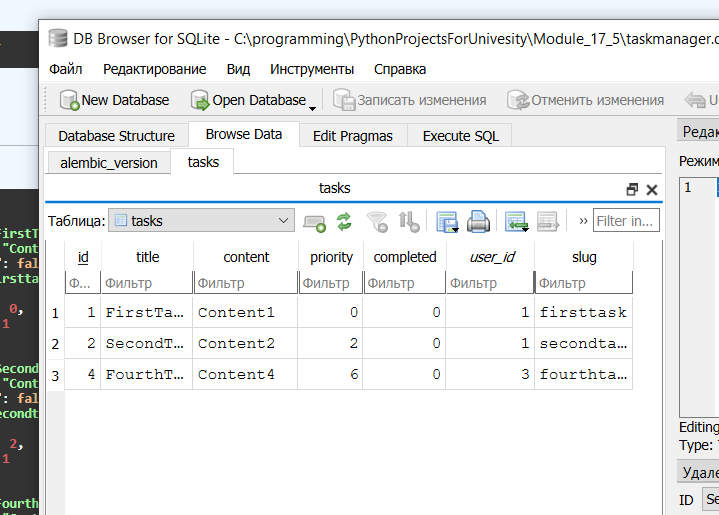 DB Browser for SQLite - C:\programming\PythonProjectsForUnivesity\Module_17_5\taskmanager.
Файл Редактирование Вид Инструменты Справка
New Database Open Database Записать изменения Отменить изменения
Database Structure Browse Data Edit Pragmas Execute SQL
alembic_version tasks
tasks
Таблица: tasks Filter in...
id title content priority completed user_id slug
Ф... Фильтр Фильтр Фильтр Фильтр Фильтр Фильтр
1 1 FirstTa... Content1 0 0 1 firsttask
2 2 SecondT... Content2 2 0 1 secondta...
3 4 FourthT... Content4 6 0 3 fourthta...
Редак
Режим
1
Editing
Type:
Удале
ID Se
FirstT
"Cont
": fal
irstta
0,
1
Second
"Cont
": fal
econdt
2,
1
Fourth